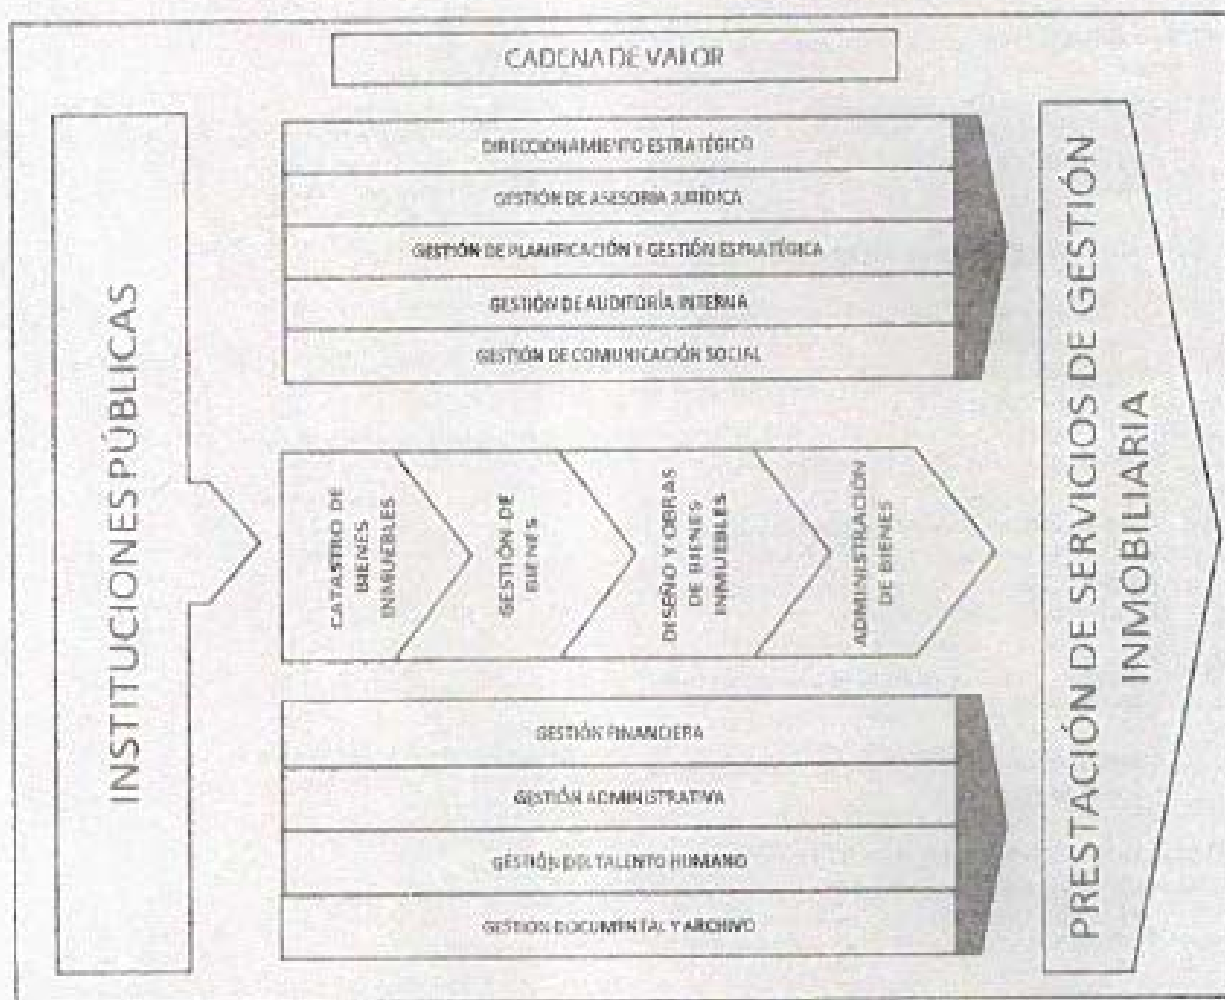 CADENA DE VALOR
INSTITUCIONES PÚBLICAS
DIRECCIONAMIENTO ESTRATÉGICO
GESTIÓN DE ASESORÍA JURÍDICA
GESTIÓN DE PLANIFICACIÓN Y GESTIÓN ESTRATÉGICA
GESTIÓN DE AUDITORÍA INTERNA
GESTIÓN DE COMUNICACIÓN SOCIAL
CATASTRO DE
BIENES
INMUEBLES
GESTIÓN DE
BIENES
DISEÑO Y OBRAS
DE BIENES
INMUEBLES
ADMINISTRACIÓN
DE BIENES
GESTIÓN FINANCIERA
GESTIÓN ADMINISTRATIVA
GESTIÓN DEL TALENTO HUMANO
GESTIÓN DOCUMENTAL Y ARCHIVO
PRESTACIÓN DE SERVICIOS DE GESTIÓN
INMOBILIARIA